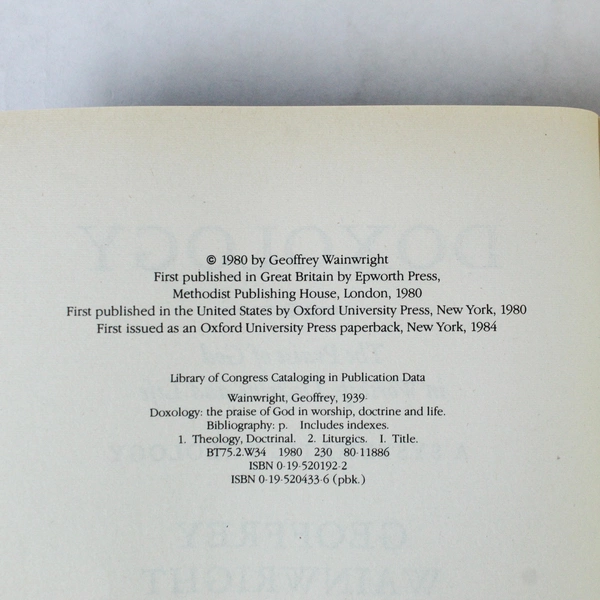 © 1980 by Geoffrey Wainwright
First published in Great Britain by Epworth Press,
Methodist Publishing House, London, 1980
First published in the United States by Oxford University Press, New York, 1980
First issued as an Oxford University Press paperback, New York, 1984
Library of Congress Cataloging in Publication Data
Wainwright, Geoffrey, 1939-
Doxology: the praise of God in worship, doctrine and life.
Bibliography: p. Includes indexes.
1. Theology, Doctrinal. 2. Liturgics. I. Title.
BT75.2.W34 1980 230 80-11886
ISBN 0-19-520192-2
ISBN 0-19-520433-6 (pbk.)
DOXOLOGY
GEOFFREY
WAINWRIGHT